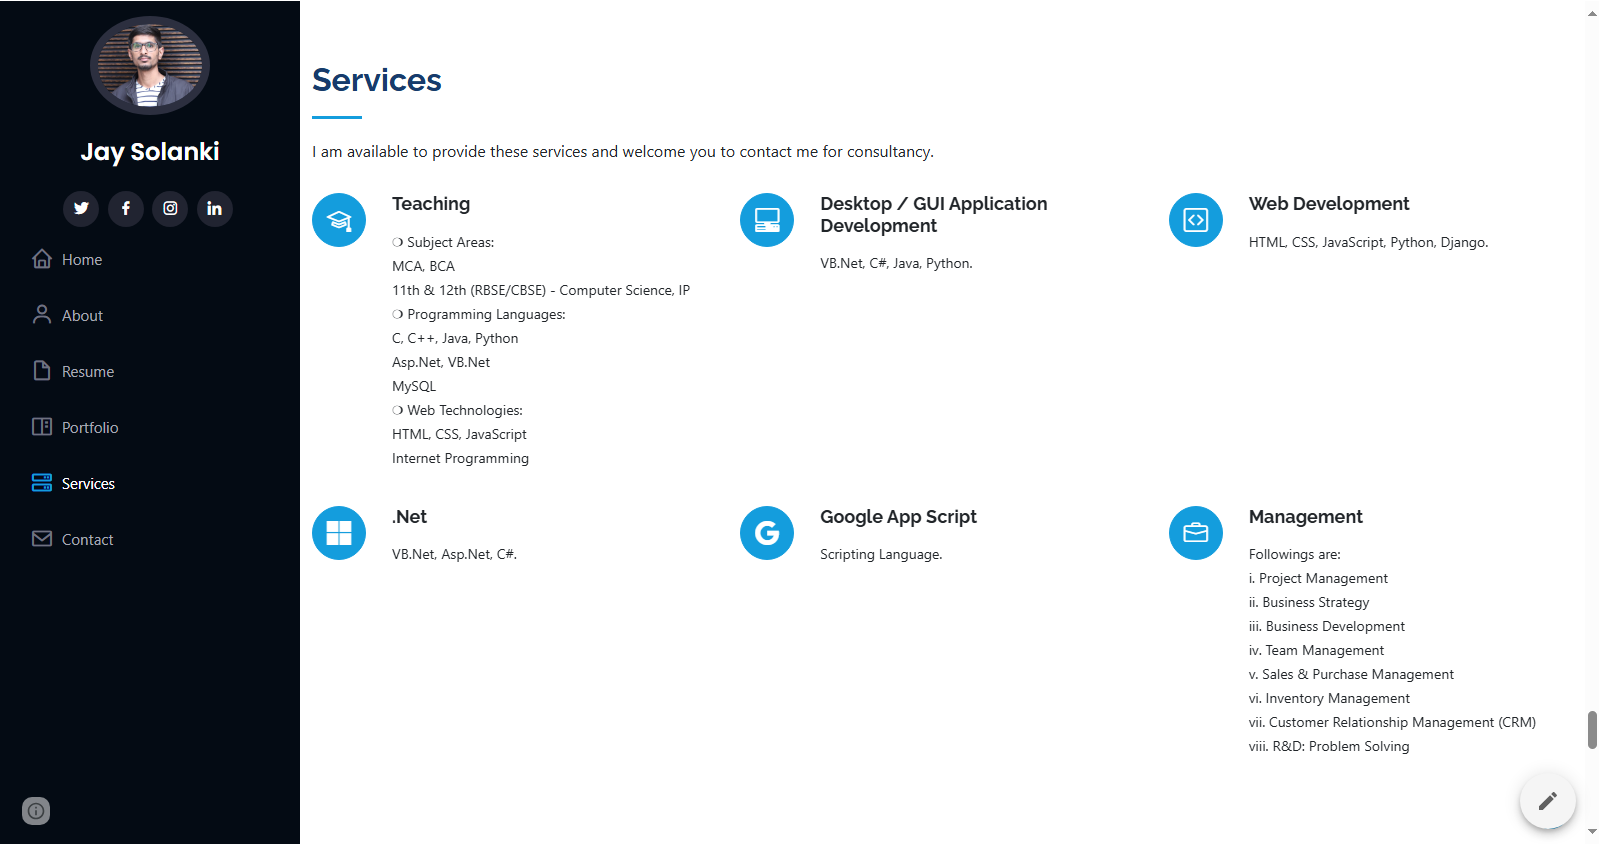 Jay Solanki
Home
About
Resume
Portfolio
Services
Contact
Services
I am available to provide these services and welcome you to contact me for consultancy.
Teaching
❍ Subject Areas:
MCA, BCA
11th & 12th (RBSE/CBSE) - Computer Science, IP
❍ Programming Languages:
C, C++, Java, Python
Asp.Net, VB.Net
MySQL
❍ Web Technologies:
HTML, CSS, JavaScript
Internet Programming
Desktop / GUI Application
Development
VB.Net, C#, Java, Python.
Web Development
HTML, CSS, JavaScript, Python, Django.
.Net
VB.Net, Asp.Net, C#.
Google App Script
Scripting Language.
Management
Followings are:
i. Project Management
ii. Business Strategy
iii. Business Development
iv. Team Management
v. Sales & Purchase Management
vi. Inventory Management
vii. Customer Relationship Management (CRM)
viii. R&D: Problem Solving